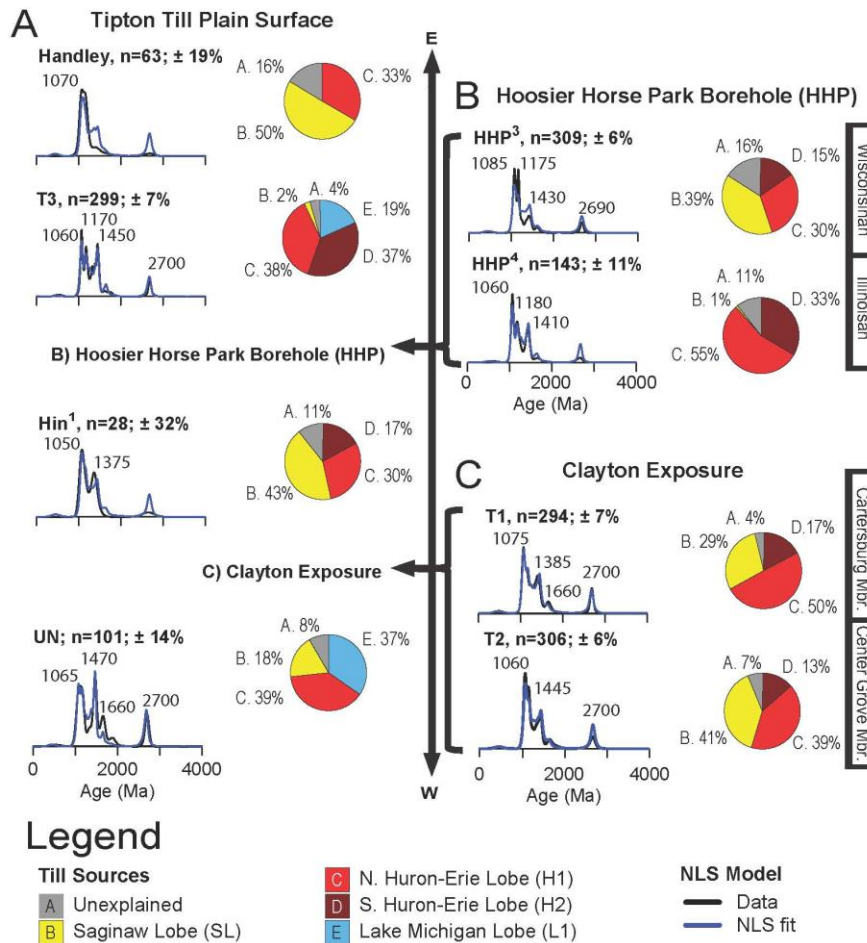 A
Tipton Till Plain Surface
Handley, n=63; ± 19%
1070
A. 16%
C. 33%
B. 50%
T3, n=299; ± 7%
1060
1170
1450
2700
B. 2%
A. 4%
E. 19%
D. 37%
C. 38%
B) Hoosier Horse Park Borehole (HHP)
Hin¹, n=28; ± 32%
1050
1375
A. 11%
D. 17%
C. 30%
B. 43%
C) Clayton Exposure
UN; n=101; ± 14%
1065
1470
1660
2700
A. 8%
E. 37%
B. 18%
C. 39%
0 2000 4000
Age (Ma)
E
W
B
Hoosier Horse Park Borehole (HHP)
HHP³, n=309; ± 6%
1085
1175
1430
2690
A. 16%
D. 15%
B.39%
C. 30%
Wisconsinan
HHP⁴, n=143; ± 11%
1060
1180
1410
A. 11%
B. 1%
D. 33%
C. 55%
Illinoisan
0 2000 4000
Age (Ma)
C
Clayton Exposure
T1, n=294; ± 7%
1075
1385
1660
2700
A. 4%
D.17%
B. 29%
C. 50%
Cartersburg Mbr.
T2, n=306; ± 6%
1060
1445
2700
A. 7%
D. 13%
B. 41%
C. 39%
Center Grove Mbr.
0 2000 4000
Age (Ma)
Legend
Till Sources
A Unexplained
B Saginaw Lobe (SL)
C N. Huron-Erie Lobe (H1)
D S. Huron-Erie Lobe (H2)
E Lake Michigan Lobe (L1)
NLS Model
Data
NLS fit